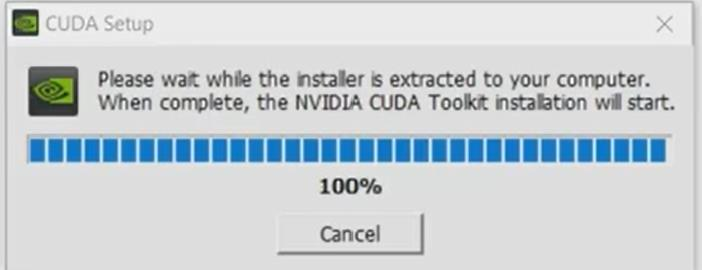 CUDA Setup
Please wait while the installer is extracted to your computer.
When complete, the NVIDIA CUDA Toolkit installation will start.
100%
Cancel